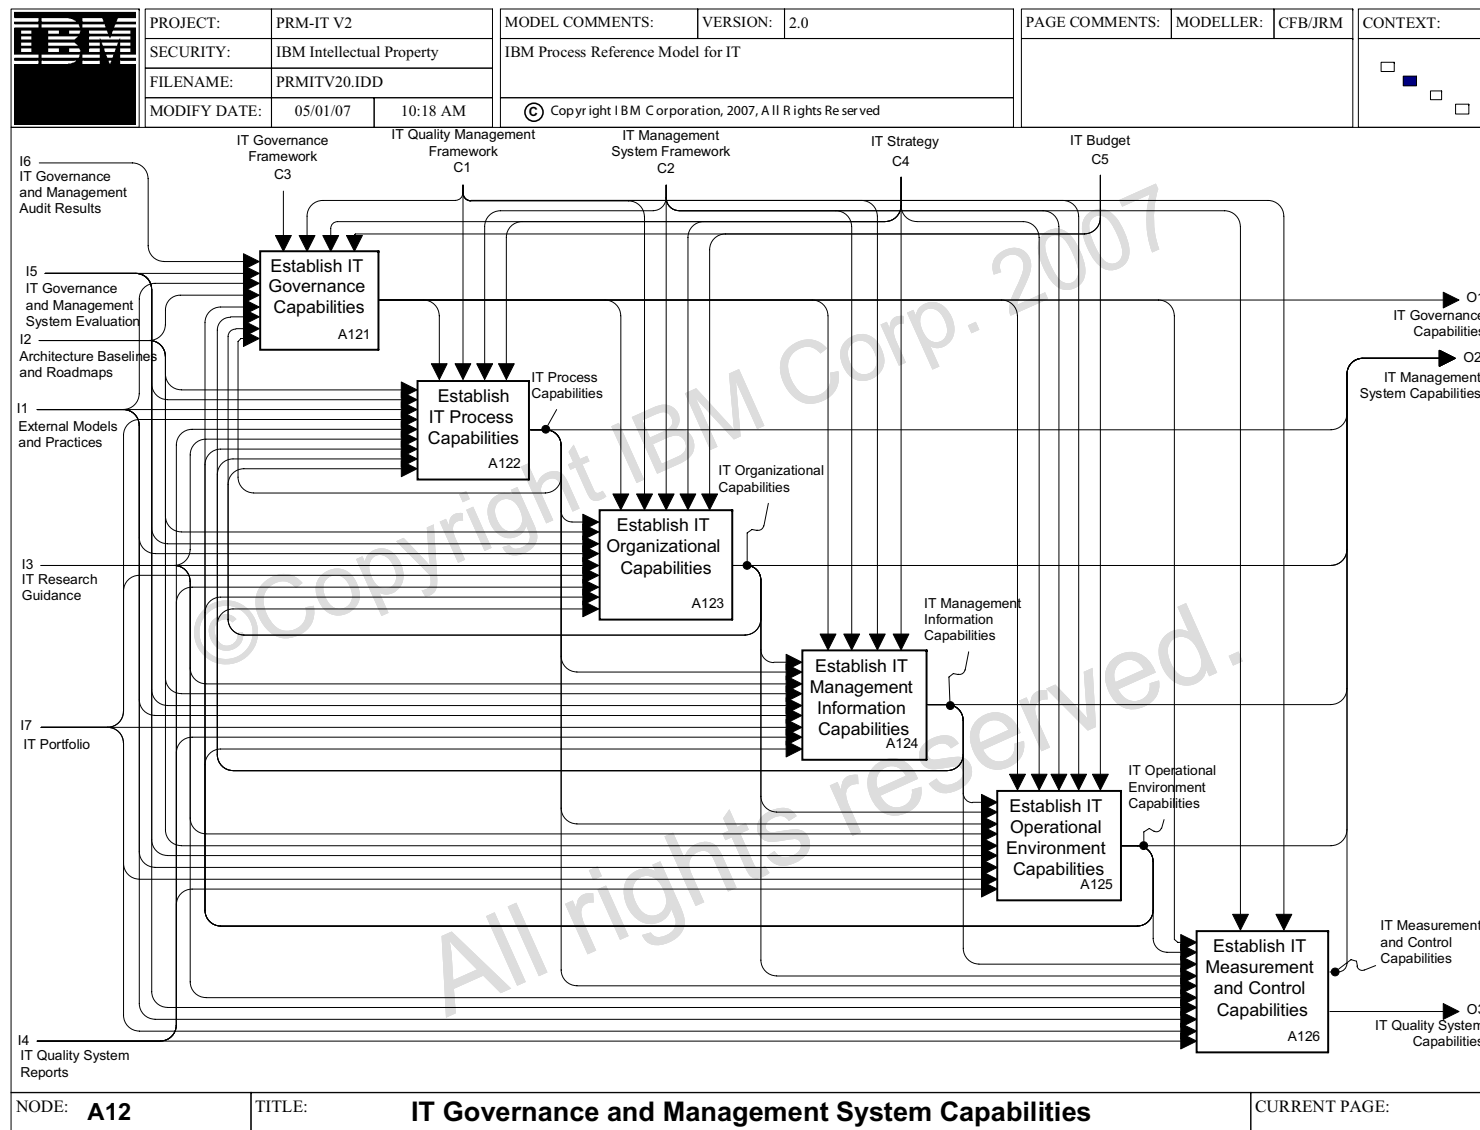 IBM
PROJECT: PRM-IT V2
SECURITY: IBM Intellectual Property
FILENAME: PRMITV20.IDD
MODIFY DATE: 05/01/07 10:18 AM
MODEL COMMENTS: VERSION: 2.0
IBM Process Reference Model for IT
© Copyright IBM Corporation, 2007, All Rights Reserved
PAGE COMMENTS: MODELLER: CFB/JRM
CONTEXT:
IT Governance
Framework
C3
IT Quality Management
Framework
C1
IT Management
System Framework
C2
IT Strategy
C4
IT Budget
C5
I6
IT Governance
and Management
Audit Results
I5
IT Governance
and Management
System Evaluation
I2
Architecture Baselines
and Roadmaps
I1
External Models
and Practices
I3
IT Research
Guidance
I7
IT Portfolio
I4
IT Quality System
Reports
Establish IT
Governance
Capabilities
A121
Establish
IT Process
Capabilities
A122
IT Process
Capabilities
Establish IT
Organizational
Capabilities
A123
IT Organizational
Capabilities
Establish IT
Management
Information
Capabilities
A124
IT Management
Information
Capabilities
Establish IT
Operational
Environment
Capabilities
A125
IT Operational
Environment
Capabilities
Establish IT
Measurement
and Control
Capabilities
A126
IT Measurement
and Control
Capabilities
O1
IT Governance
Capabilities
O2
IT Management
System Capabilities
O3
IT Quality System
Capabilities
©Copyright IBM Corp. 2007
All rights reserved.
NODE: A12
TITLE: IT Governance and Management System Capabilities
CURRENT PAGE: